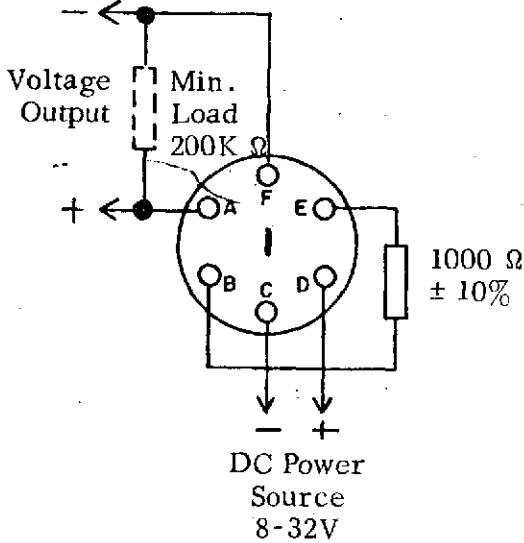 −
Voltage Min.
Output Load
200K Ω
+
A F E
B C D
1000 Ω
± 10%
− +
DC Power
Source
8-32V